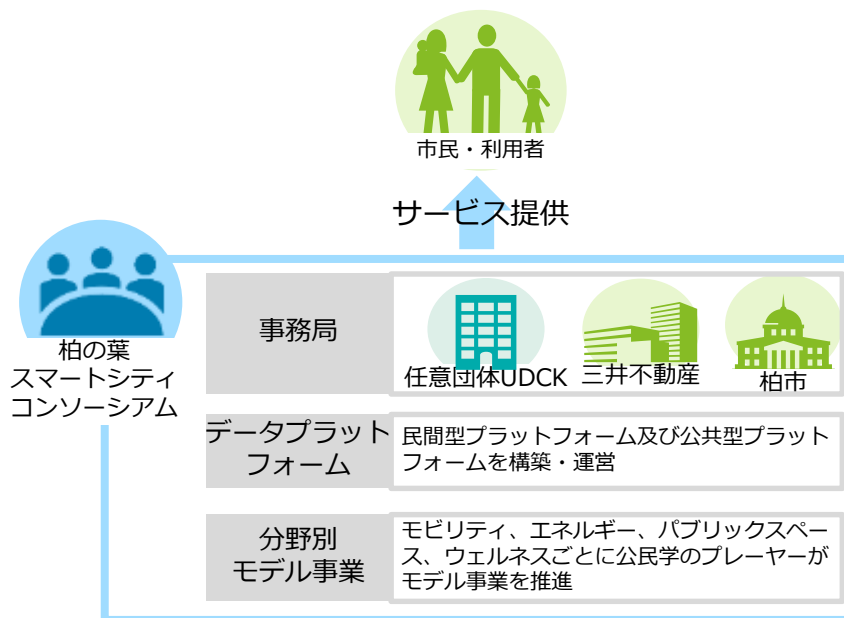 市民・利用者
サービス提供
柏の葉
スマートシティ
コンソーシアム
事務局
任意団体UDCK
三井不動産
柏市
データプラット
フォーム
民間型プラットフォーム及び公共型プラット
フォームを構築・運営
分野別
モデル事業
モビリティ、エネルギー、パブリックスペー
ス、ウェルネスごとに公民学のプレーヤーが
モデル事業を推進